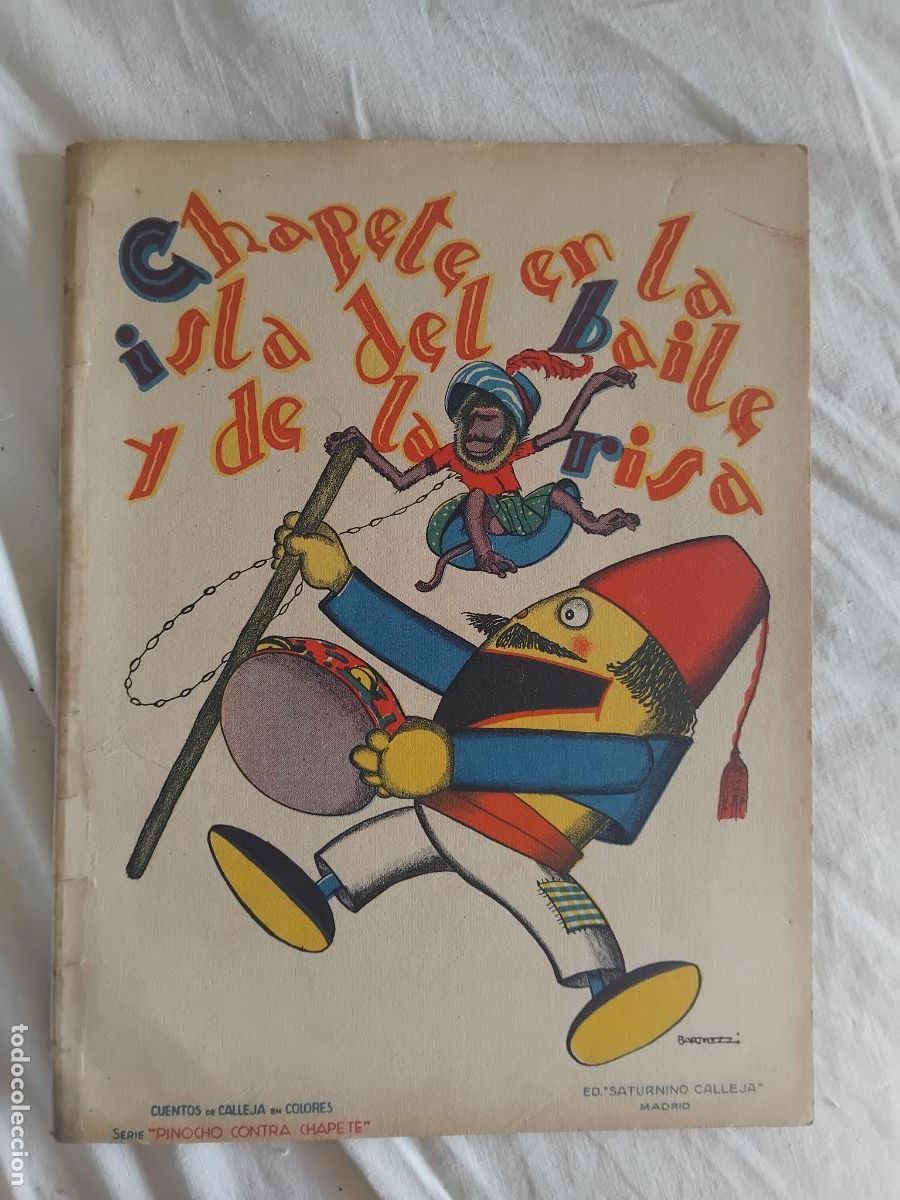 Chapete en la
isla del baile
y de la risa
BARTOLOZZI
CUENTOS DE CALLEJA EN COLORES
SERIE "PINOCHO CONTRA CHAPETE"
ED. "SATURNINO CALLEJA"
MADRID
todocoleccion.net